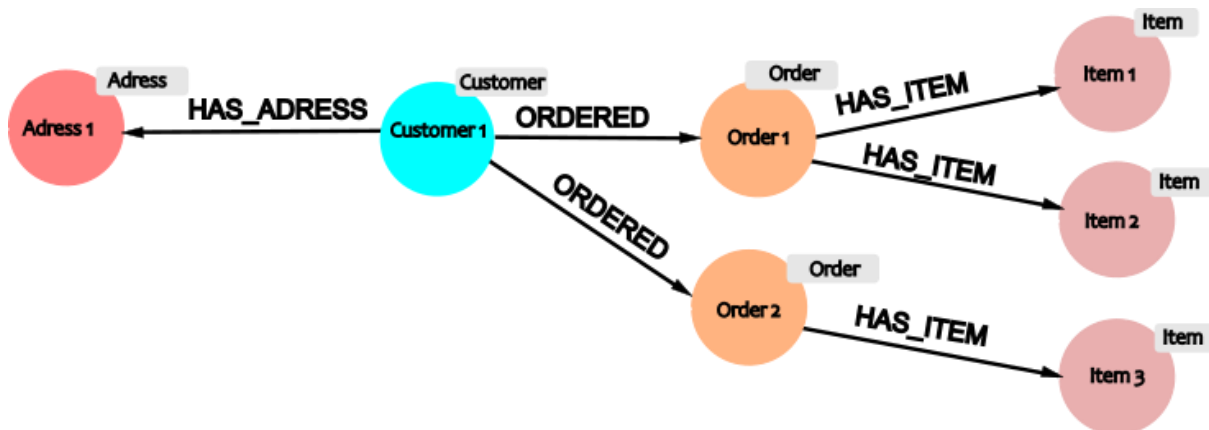 Item
Adress
Customer
Order
Item 1
HAS_ITEM
HAS_ADRESS
ORDERED
Adress 1
Customer 1
Order 1
HAS_ITEM
Item
Item 2
ORDERED
Order
Order 2
HAS_ITEM
Item
Item 3